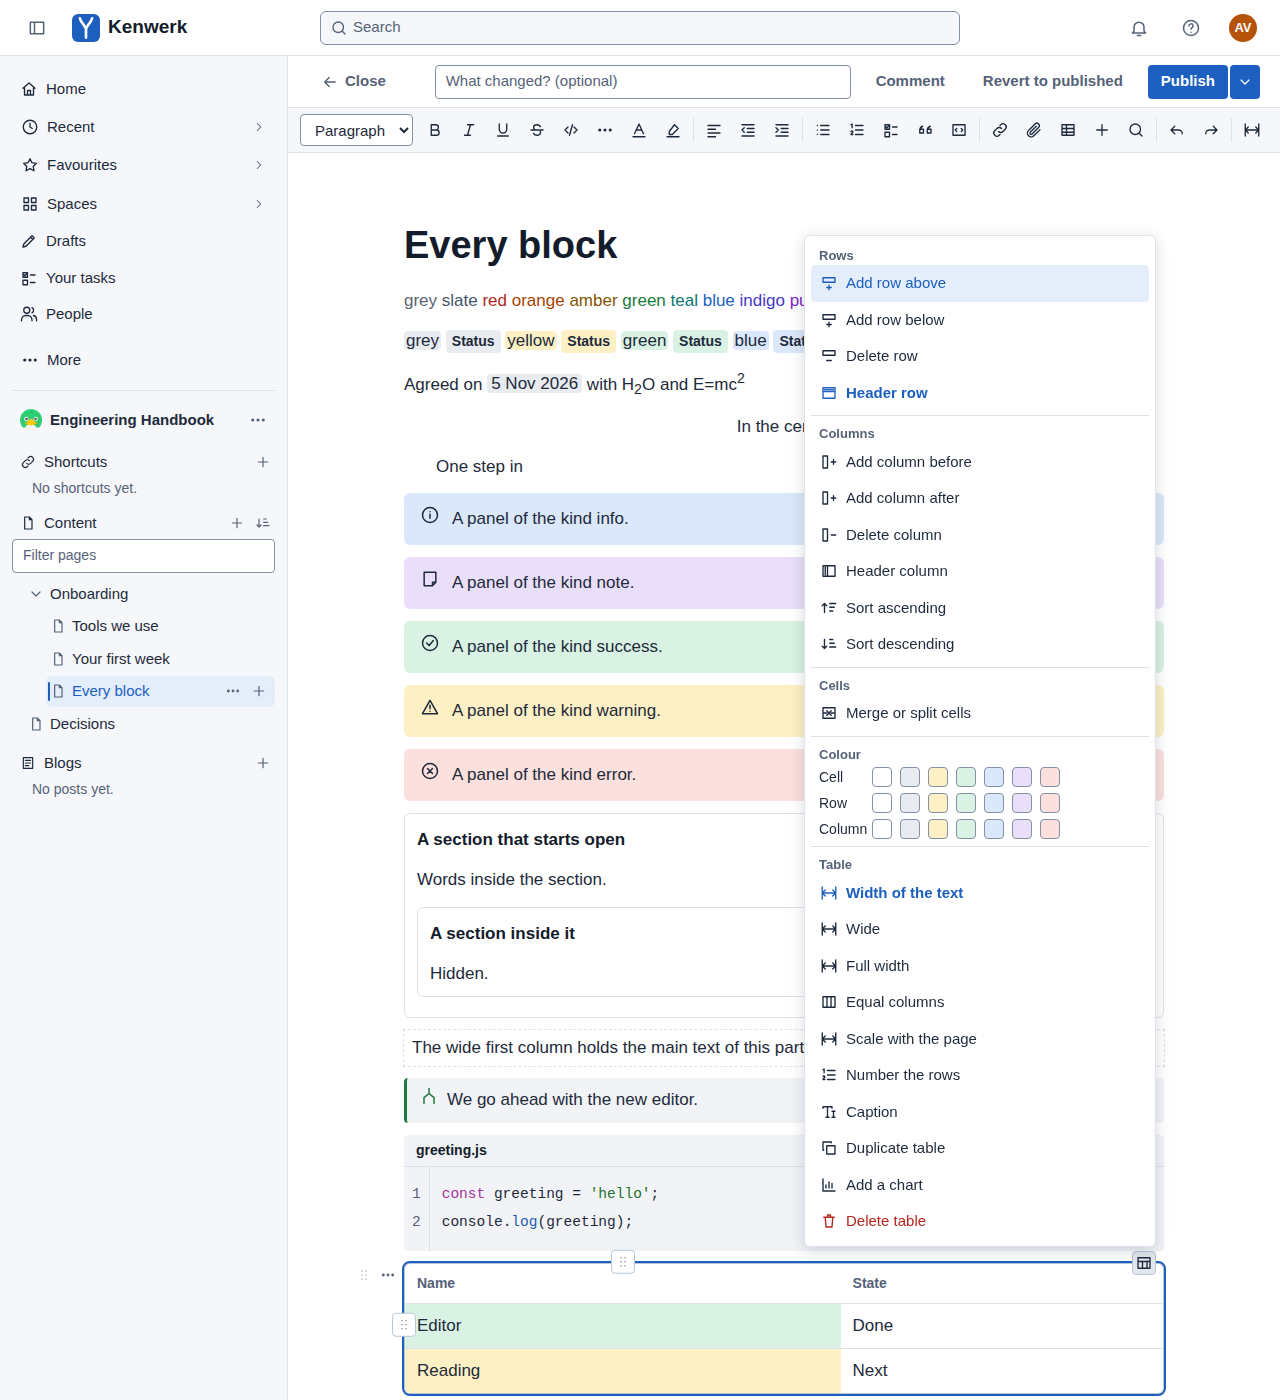 Kenwerk
Search
AV
Home
Recent
Favourites
Spaces
Drafts
Your tasks
People
More
Engineering Handbook
Shortcuts
No shortcuts yet.
Content
Filter pages
Onboarding
Tools we use
Your first week
Every block
Decisions
Blogs
No posts yet.
Close
What changed? (optional)
Comment
Revert to published
Publish
Paragraph
Every block
grey slate red orange amber green teal blue indigo
grey Status yellow Status green Status blue
Agreed on 5 Nov 2026 with H2O and E=mc2
In the
One step in
A panel of the kind info.
A panel of the kind note.
A panel of the kind success.
A panel of the kind warning.
A panel of the kind error.
A section that starts open
Words inside the section.
A section inside it
Hidden.
The wide first column holds the main text of this part
We go ahead with the new editor.
greeting.js
1 const greeting = 'hello';
2 console.log(greeting);
Name State
Editor Done
Reading Next
Rows
Add row above
Add row below
Delete row
Header row
Columns
Add column before
Add column after
Delete column
Header column
Sort ascending
Sort descending
Cells
Merge or split cells
Colour
Cell
Row
Column
Table
Width of the text
Wide
Full width
Equal columns
Scale with the page
Number the rows
Caption
Duplicate table
Add a chart
Delete table